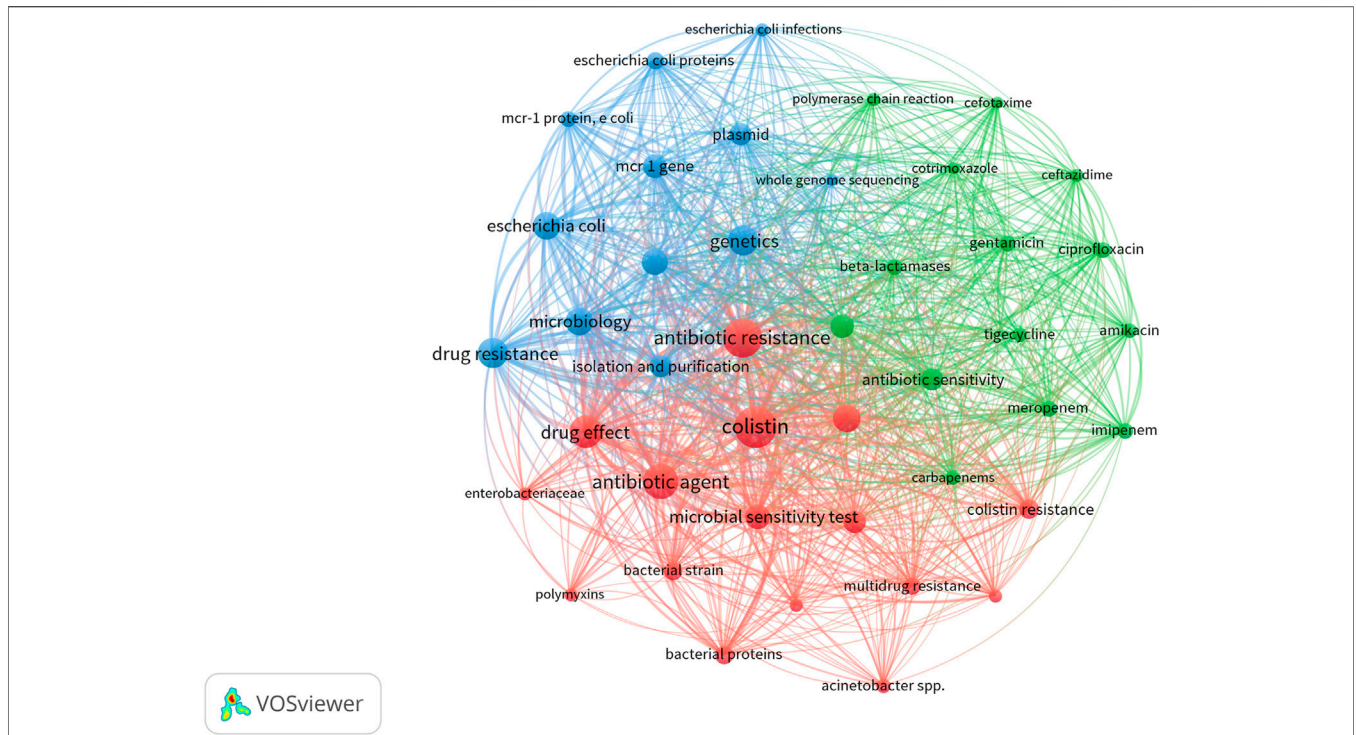 escherichia coli infections
escherichia coli proteins
polymerase chain reaction
cefotaxime
mcr-1 protein, e coli
plasmid
mcr 1 gene
cotrimoxazole
whole genome sequencing
ceftazidime
escherichia coli
genetics
gentamicin
ciprofloxacin
beta-lactamases
microbiology
antibiotic resistance
tigecycline
amikacin
drug resistance
isolation and purification
antibiotic sensitivity
meropenem
colistin
drug effect
imipenem
carbapenems
antibiotic agent
enterobacteriaceae
colistin resistance
microbial sensitivity test
bacterial strain
multidrug resistance
polymyxins
bacterial proteins
acinetobacter spp.
VOSviewer